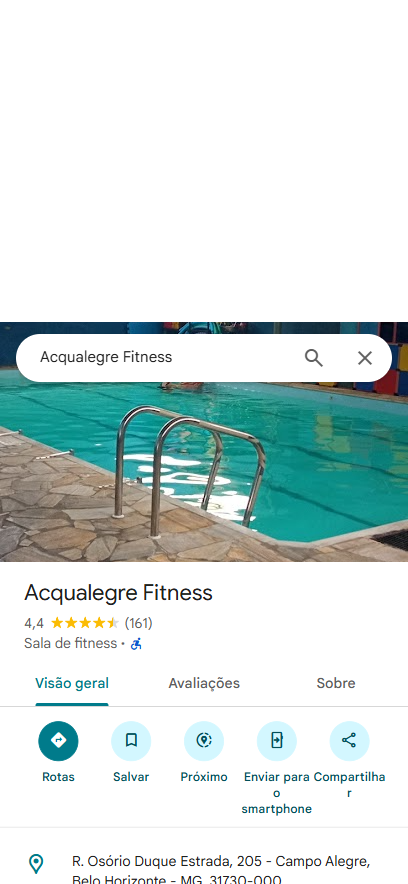 Acqualegre Fitness
Acqualegre Fitness
4,4 (161)
Sala de fitness ·
Visão geral Avaliações Sobre
Rotas Salvar Próximo Enviar para o smartphone Compartilhar
R. Osório Duque Estrada, 205 - Campo Alegre,
Belo Horizonte - MG, 31730-000